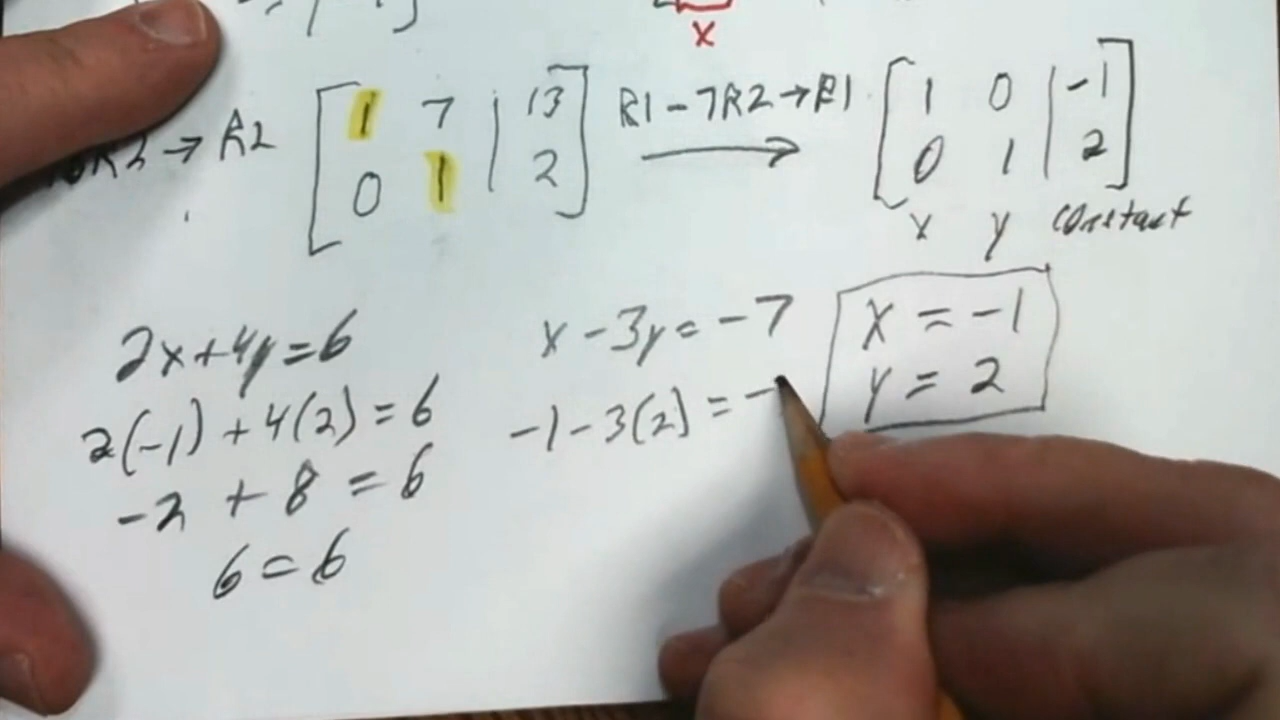 x
R2 → R2 [1 7 | 13] R1 - 7R2 → R1 [1 0 | -1]
[0 1 | 2] [0 1 | 2]
x y constant
2x+4y=6 x-3y=-7 x=-1
2(-1)+4(2)=6 -1-3(2)=- y=2
-2+8=6
6=6